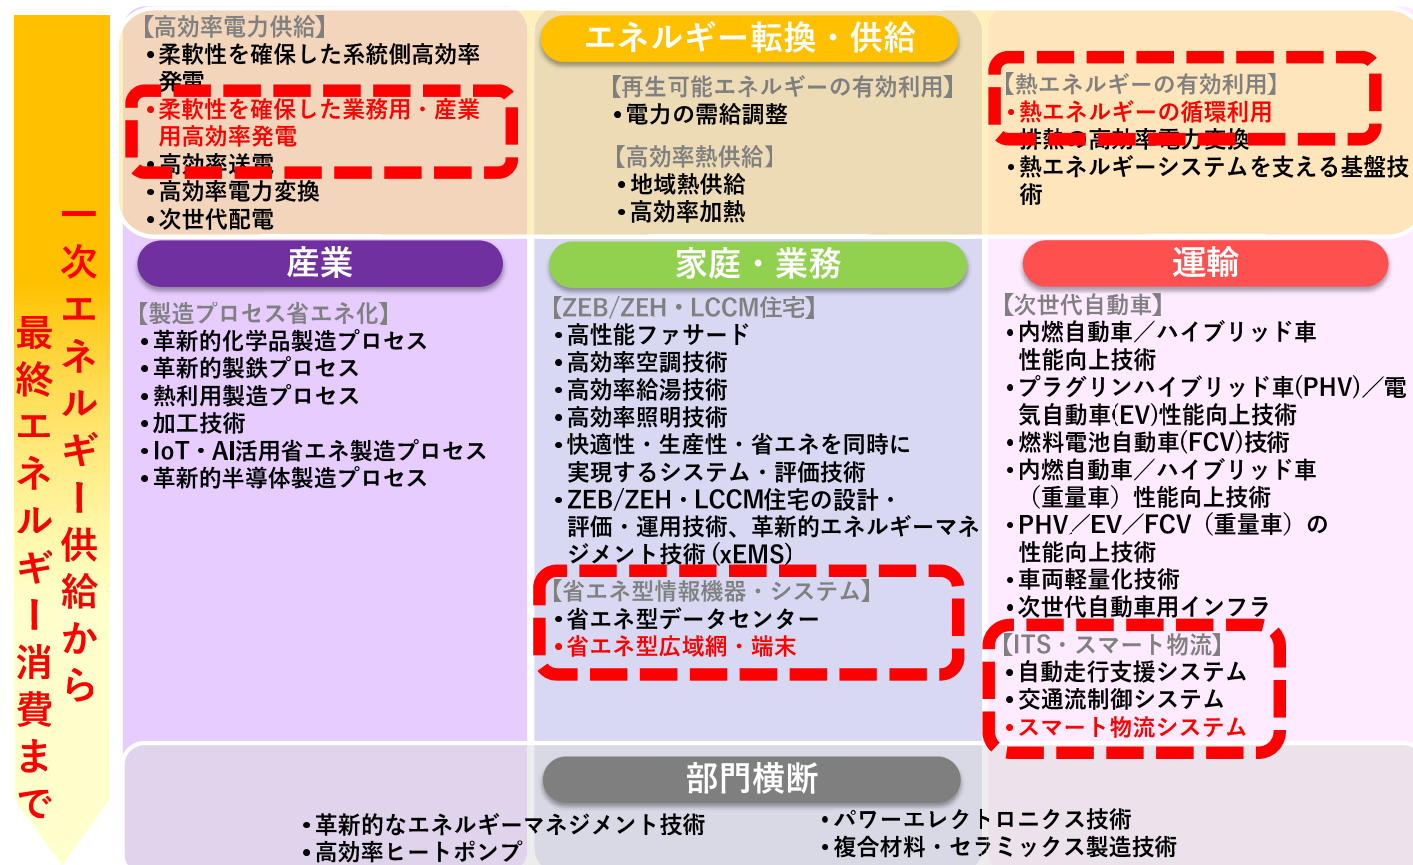 一次エネルギー供給から
最終エネルギー消費まで
エネルギー転換・供給
【高効率電力供給】
•柔軟性を確保した系統側高効率
発電
•柔軟性を確保した業務用・産業
用高効率発電
•高効率送電
•高効率電力変換
•次世代配電
【再生可能エネルギーの有効利用】
•電力の需給調整
【高効率熱供給】
•地域熱供給
•高効率加熱
【熱エネルギーの有効利用】
•熱エネルギーの循環利用
•排熱の高効率電力変換
•熱エネルギーシステムを支える基盤技
術
産業
【製造プロセス省エネ化】
•革新的化学品製造プロセス
•革新的製鉄プロセス
•熱利用製造プロセス
•加工技術
•IoT・AI活用省エネ製造プロセス
•革新的半導体製造プロセス
家庭・業務
【ZEB/ZEH・LCCM住宅】
•高性能ファサード
•高効率空調技術
•高効率給湯技術
•高効率照明技術
•快適性・生産性・省エネを同時に
実現するシステム・評価技術
•ZEB/ZEH・LCCM住宅の設計・
評価・運用技術、革新的エネルギーマネ
ジメント技術(xEMS)
【省エネ型情報機器・システム】
•省エネ型データセンター
•省エネ型広域網・端末
運輸
【次世代自動車】
•内燃自動車／ハイブリッド車
性能向上技術
•プラグリンハイブリッド車(PHV)／電
気自動車(EV)性能向上技術
•燃料電池自動車(FCV)技術
•内燃自動車／ハイブリッド車
（重量車）性能向上技術
•PHV／EV／FCV（重量車）の
性能向上技術
•車両軽量化技術
•次世代自動車用インフラ
【ITS・スマート物流】
•自動走行支援システム
•交通流制御システム
•スマート物流システム
部門横断
•革新的なエネルギーマネジメント技術
•高効率ヒートポンプ
•パワーエレクトロニクス技術
•複合材料・セラミックス製造技術